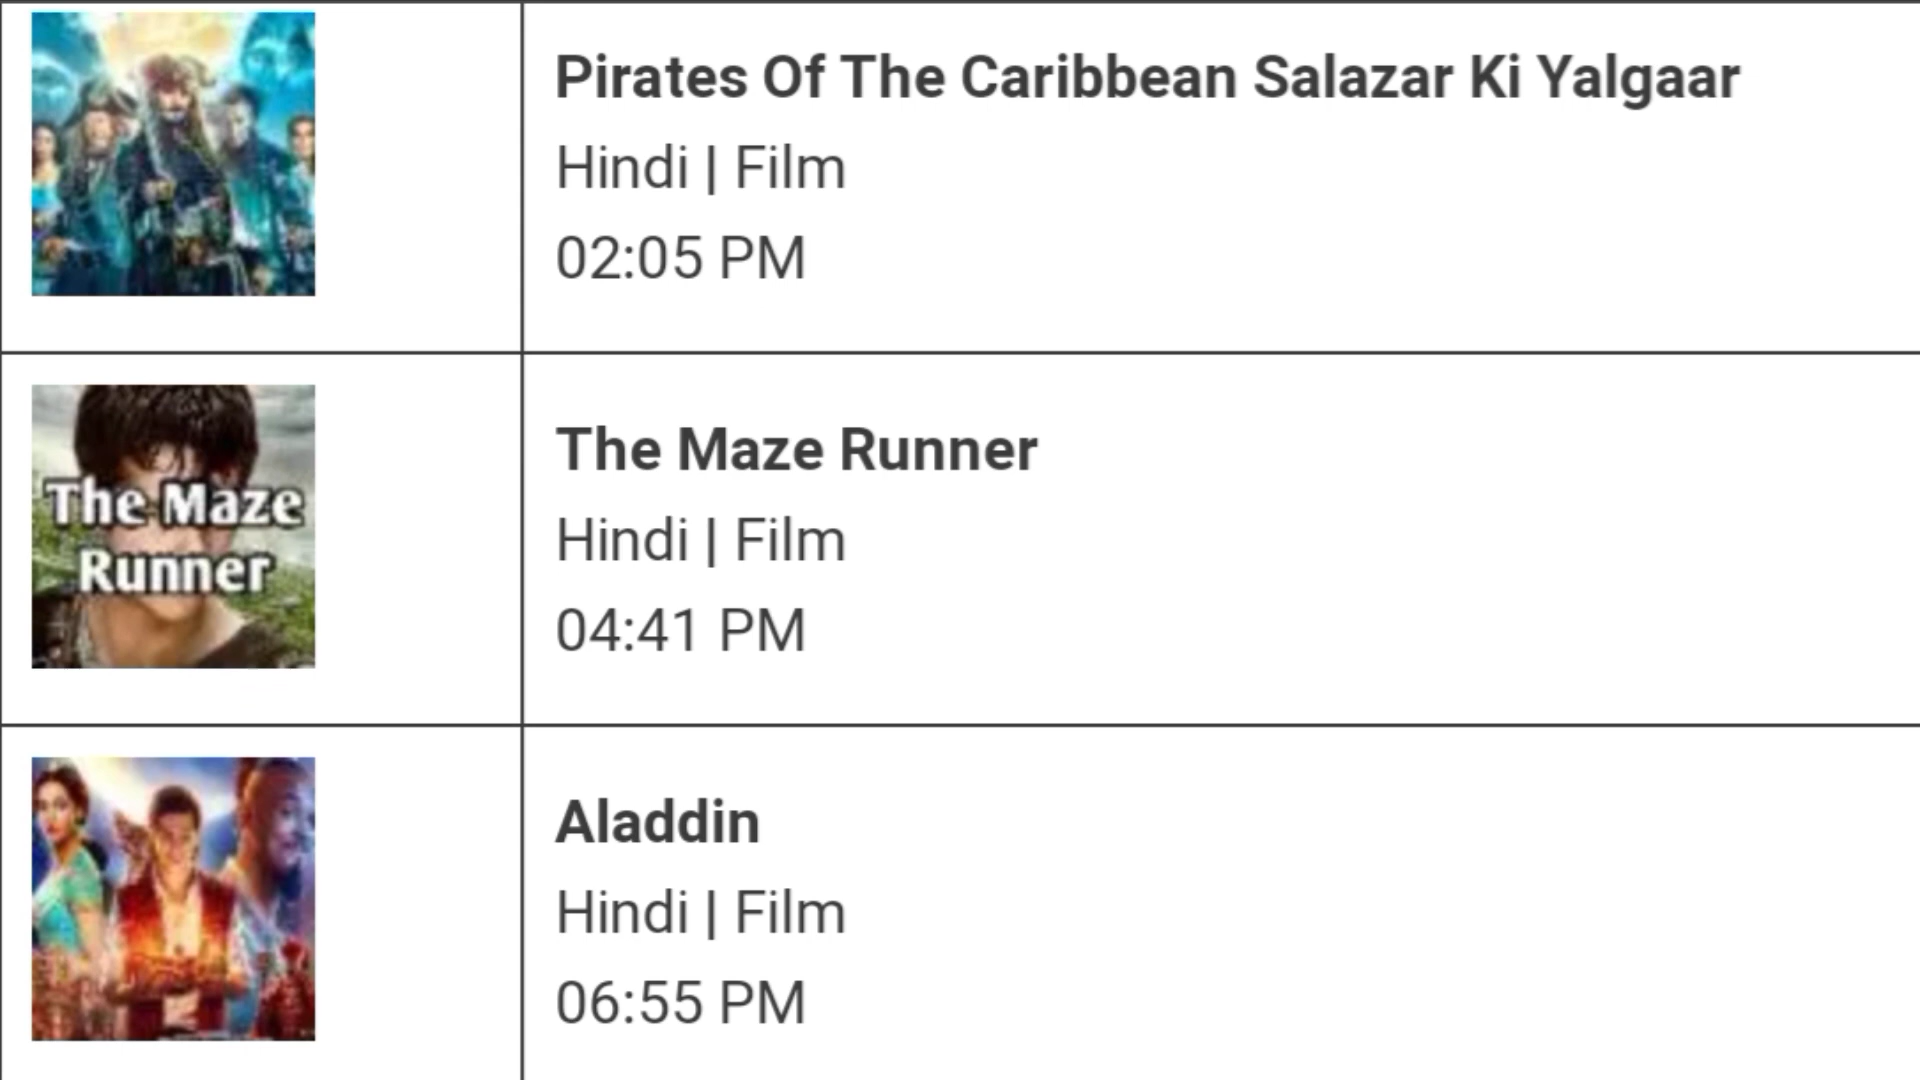 Pirates Of The Caribbean Salazar Ki Yalgaar
Hindi | Film
02:05 PM
The Maze
Runner
The Maze Runner
Hindi | Film
04:41 PM
Aladdin
Hindi | Film
06:55 PM